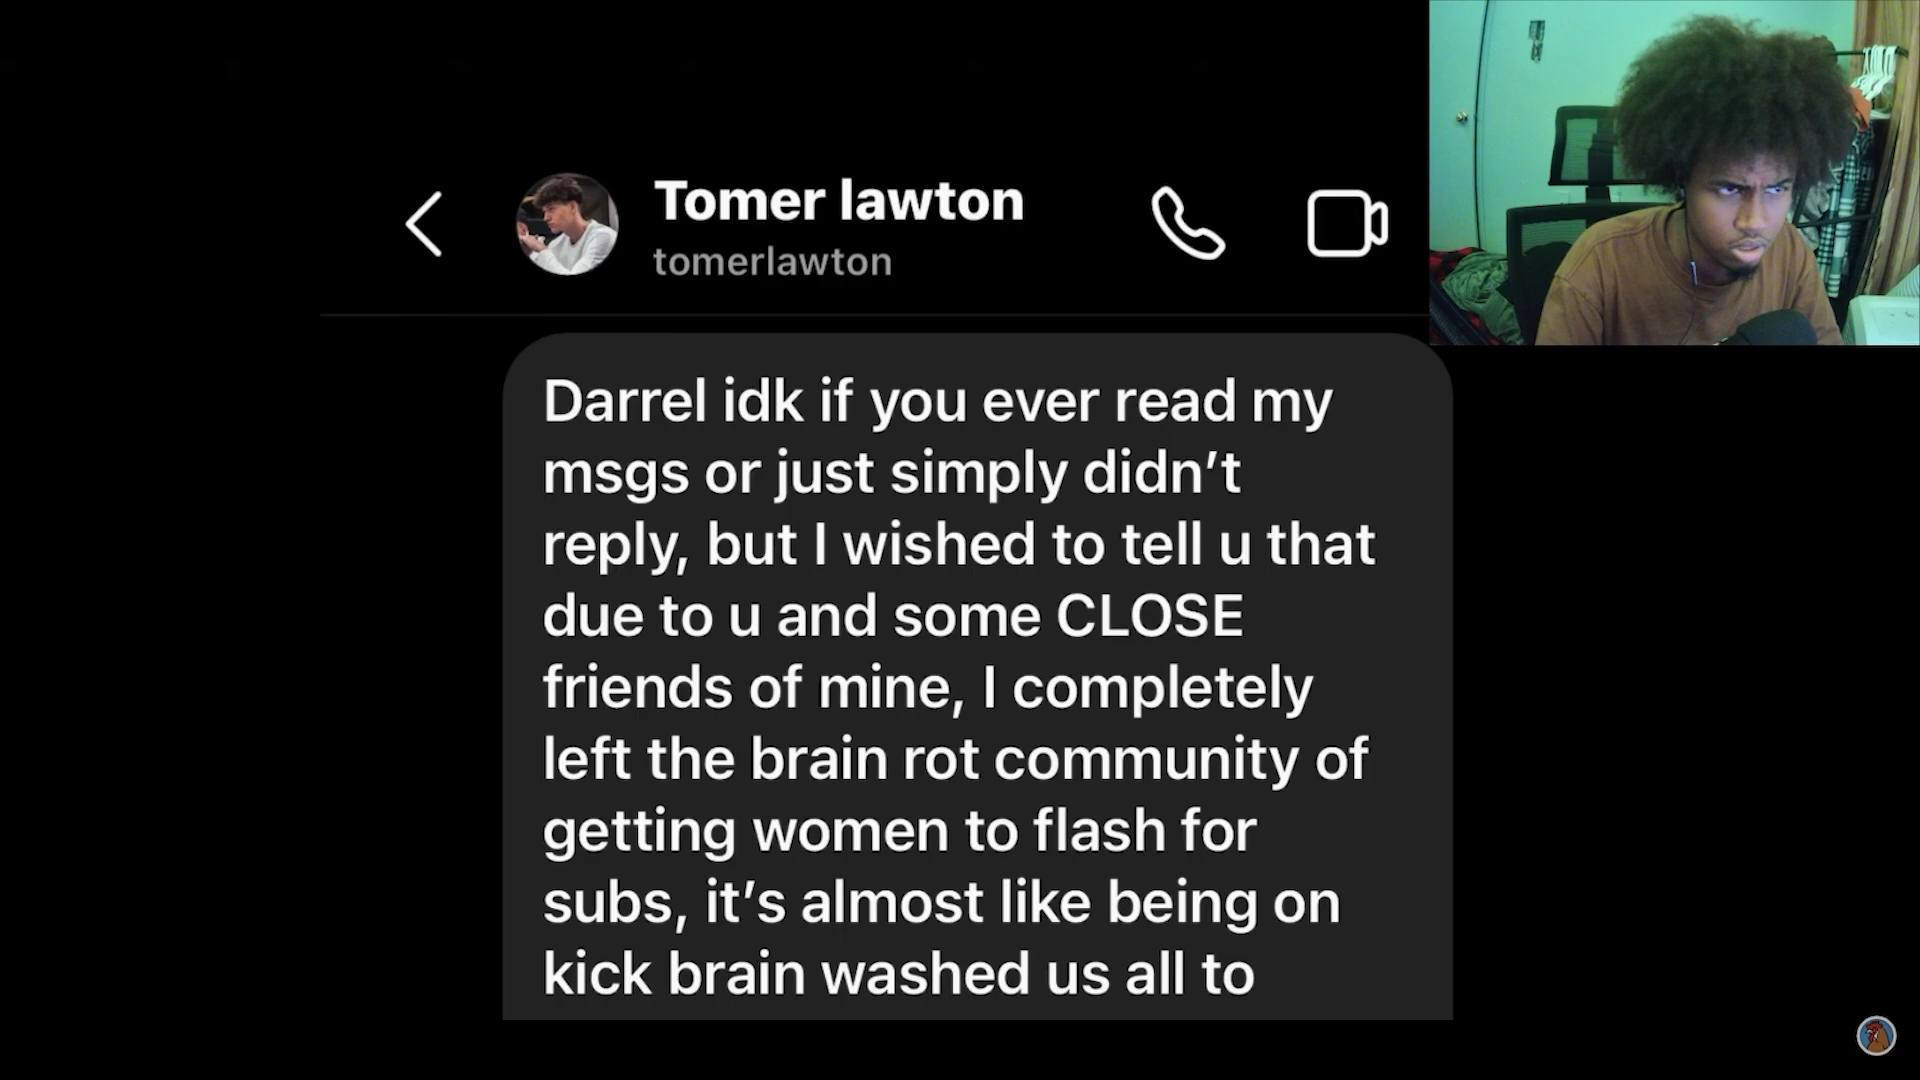 Tomer lawton
tomerlawton
Darrel idk if you ever read my
msgs or just simply didn’t
reply, but I wished to tell u that
due to u and some CLOSE
friends of mine, I completely
left the brain rot community of
getting women to flash for
subs, it’s almost like being on
kick brain washed us all to